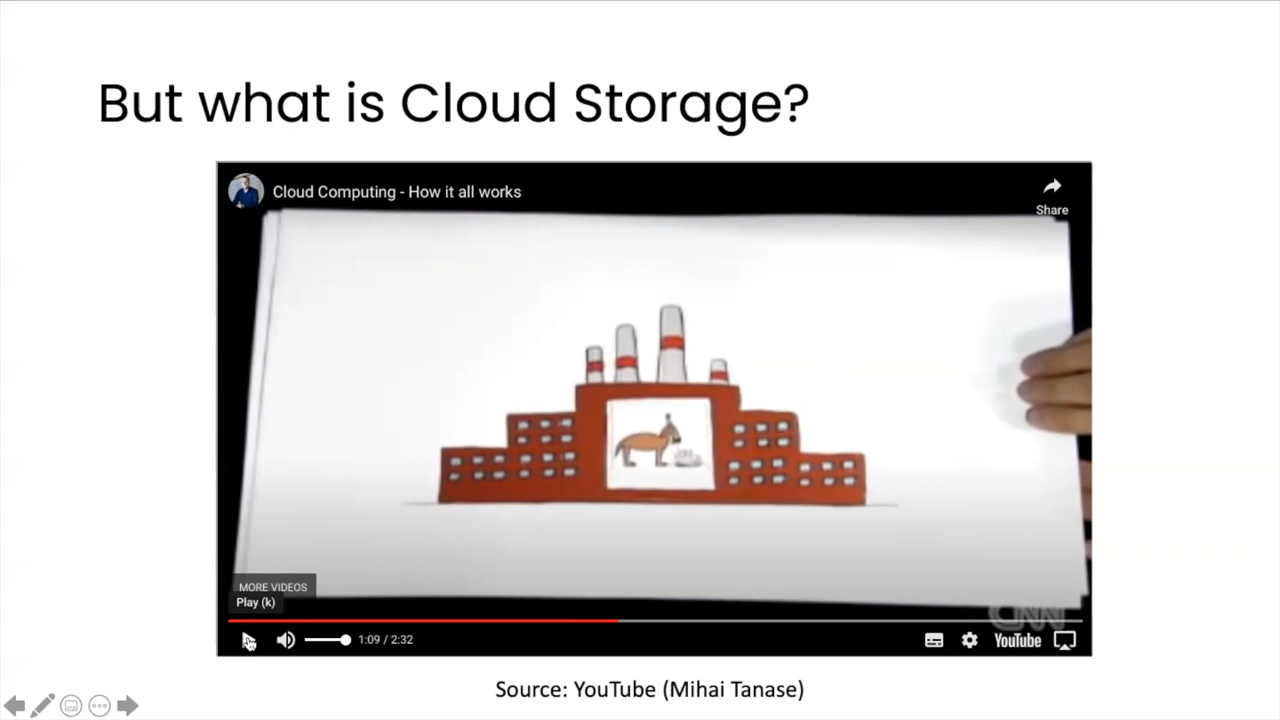 But what is Cloud Storage?
Cloud Computing - How it all works
Share
MORE VIDEOS
Play (k)
CNN
1:09 / 2:32
YouTube
Source: YouTube (Mihai Tanase)